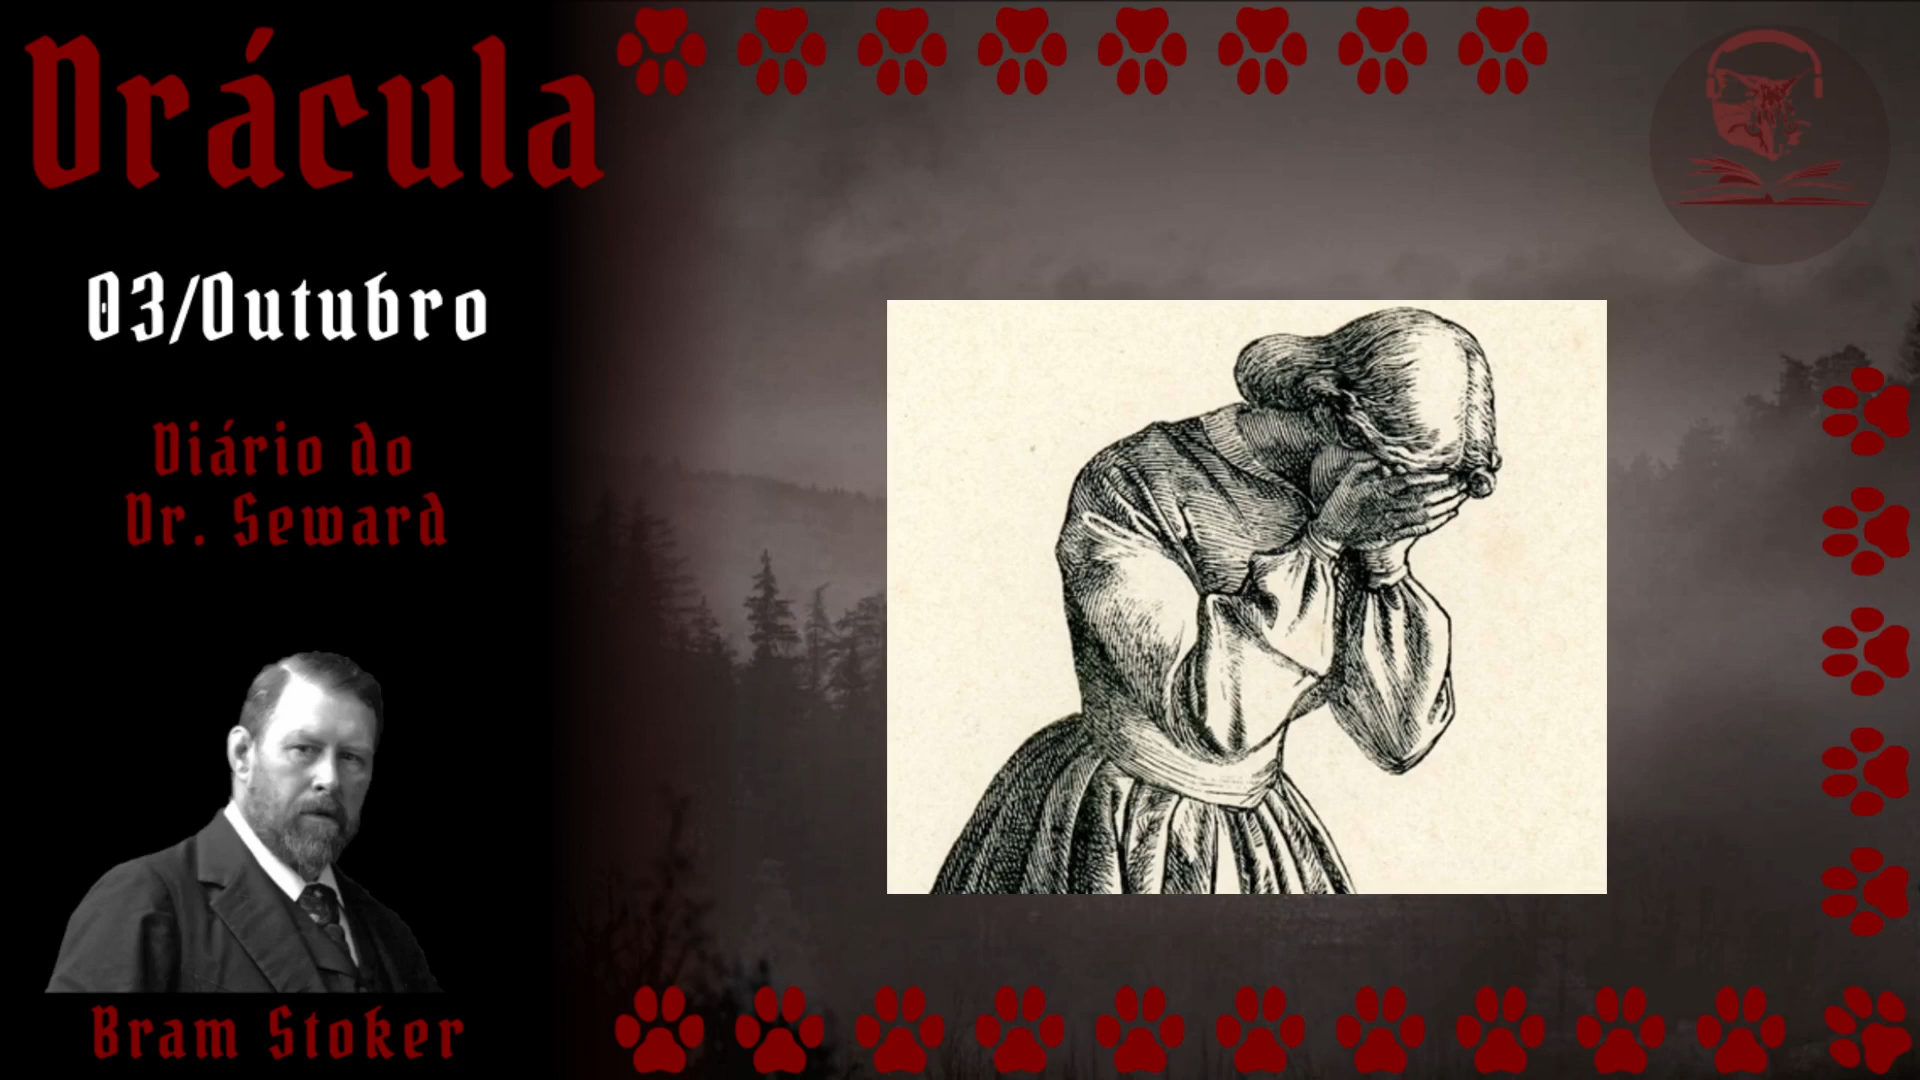 Drácula
03/Outubro
Diário do
Dr. Seward
Bram Stoker